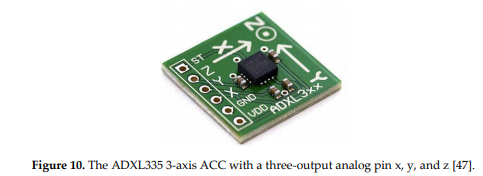 ST
Z
Y
X
GND
VDD
X
Z
Y
ADXL3xx
Figure 10. The ADXL335 3-axis ACC with a three-output analog pin x, y, and z [47].